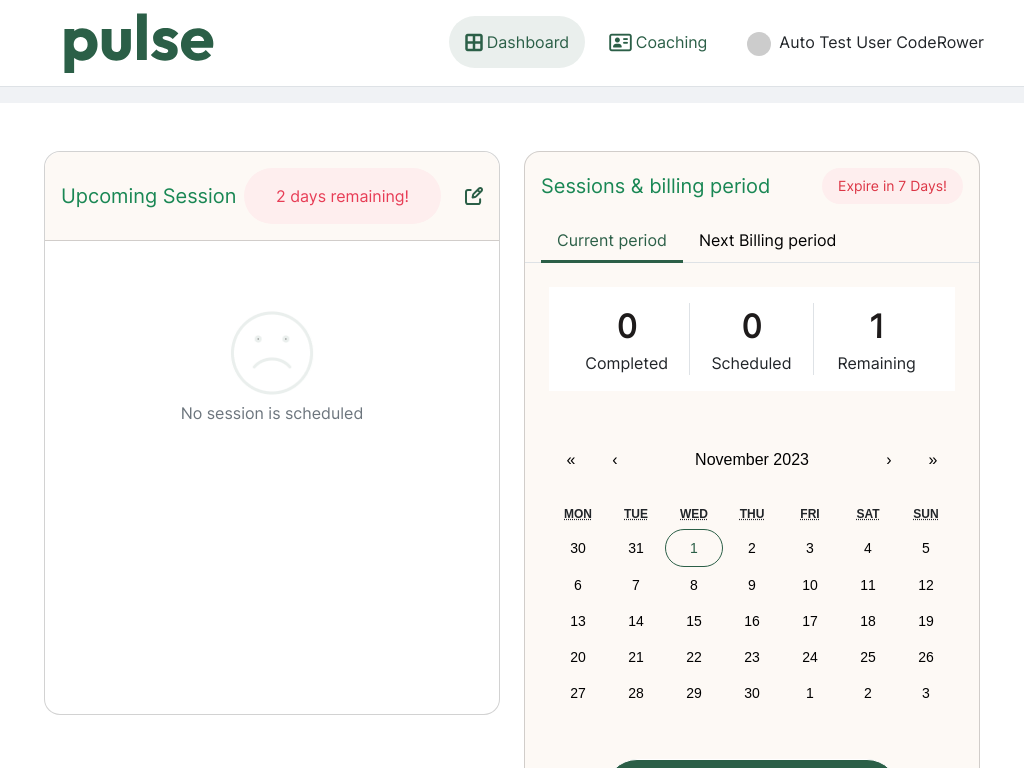 pulse
Dashboard
Coaching
Auto Test User CodeRower
Upcoming Session
2 days remaining!
No session is scheduled
Sessions & billing period
Expire in 7 Days!
Current period
Next Billing period
0 0 1
Completed Scheduled Remaining
« ‹ November 2023 › »
MON TUE WED THU FRI SAT SUN
30 31 1 2 3 4 5
6 7 8 9 10 11 12
13 14 15 16 17 18 19
20 21 22 23 24 25 26
27 28 29 30 1 2 3